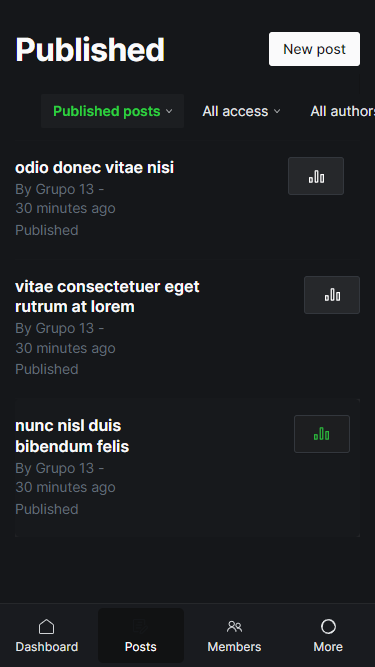 Published
New post
Published posts
All access
All authors
odio donec vitae nisi
By Grupo 13 -
30 minutes ago
Published
vitae consectetuer eget
rutrum at lorem
By Grupo 13 -
30 minutes ago
Published
nunc nisl duis
bibendum felis
By Grupo 13 -
30 minutes ago
Published
Dashboard
Posts
Members
More